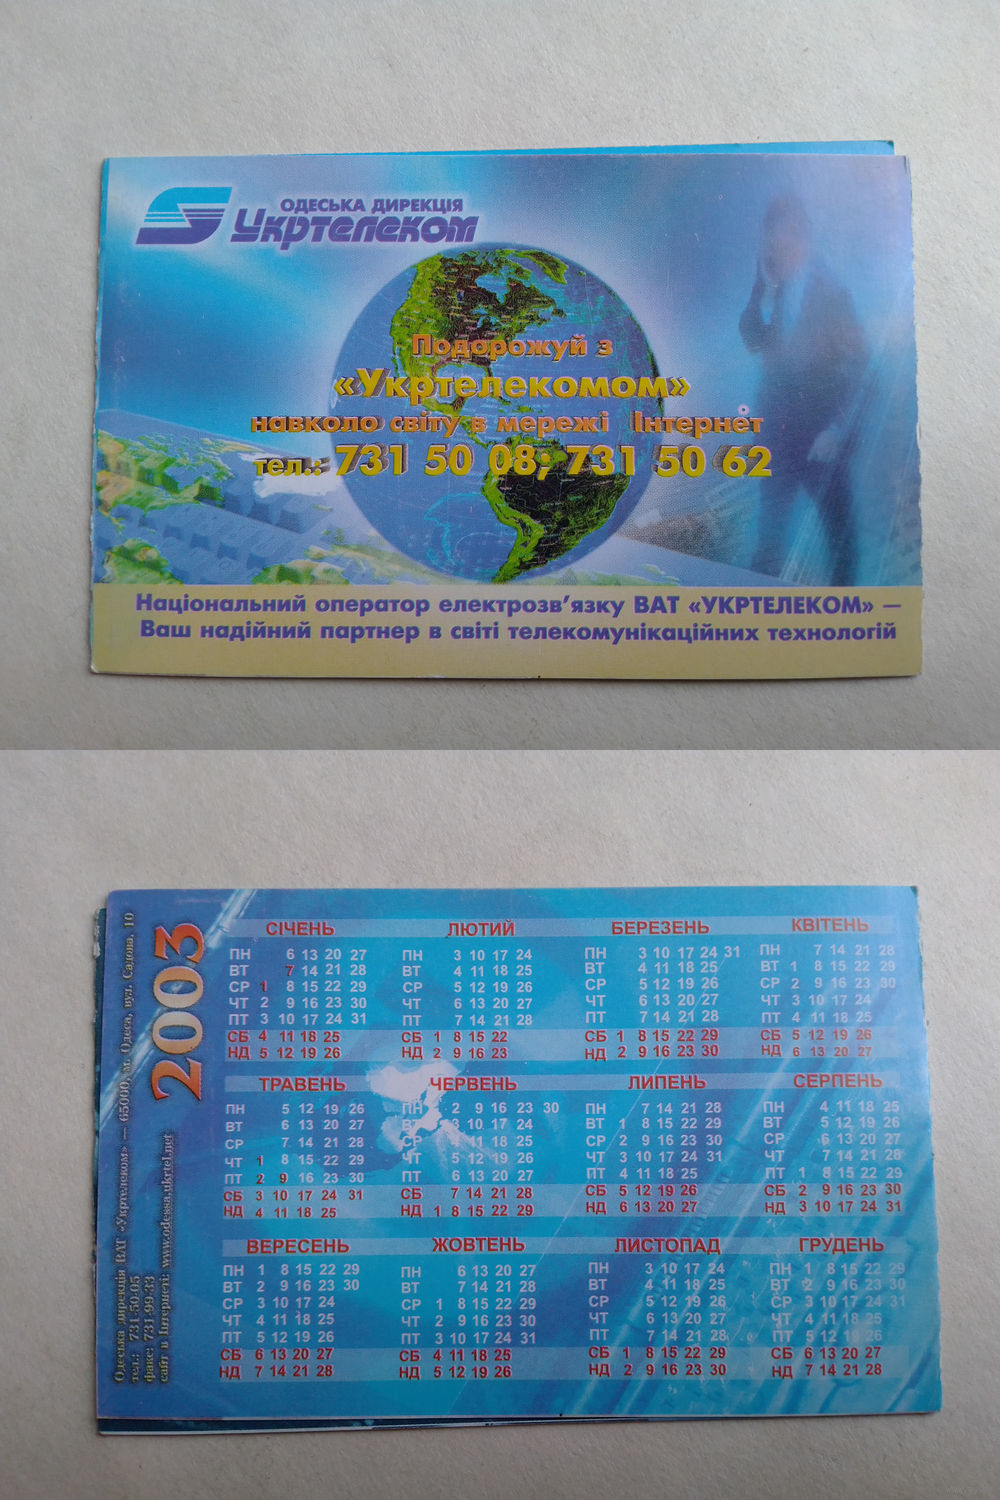 ОДЕСЬКА ДИРЕКЦІЯ
Укртелеком
Подорожуй з
«Укртелекомом»
навколо світу в мережі Інтернет
тел.: 731 50 08; 731 50 62
Національний оператор електрозв’язку ВАТ «УКРТЕЛЕКОМ» –
Ваш надійний партнер в світі телекомунікаційних технологій
Одеська дирекція ВАТ «Укртелеком» – 65000, м. Одеса, вул. Садова, 10
тел.: 731-50-05
факс: 731-99-33
сайт в Інтернеті: www.odessa.ukrtel.net
2003
СІЧЕНЬ
ПН 6 13 20 27
ВТ 7 14 21 28
СР 1 8 15 22 29
ЧТ 2 9 16 23 30
ПТ 3 10 17 24 31
СБ 4 11 18 25
НД 5 12 19 26
ЛЮТИЙ
ПН 3 10 17 24
ВТ 4 11 18 25
СР 5 12 19 26
ЧТ 6 13 20 27
ПТ 7 14 21 28
СБ 1 8 15 22
НД 2 9 16 23
БЕРЕЗЕНЬ
ПН 3 10 17 24 31
ВТ 4 11 18 25
СР 5 12 19 26
ЧТ 6 13 20 27
ПТ 7 14 21 28
СБ 1 8 15 22 29
НД 2 9 16 23 30
КВІТЕНЬ
ПН 7 14 21 28
ВТ 1 8 15 22 29
СР 2 9 16 23 30
ЧТ 3 10 17 24
ПТ 4 11 18 25
СБ 5 12 19 26
НД 6 13 20 27
ТРАВЕНЬ
ПН 5 12 19 26
ВТ 6 13 20 27
СР 7 14 21 28
ЧТ 1 8 15 22 29
ПТ 2 9 16 23 30
СБ 3 10 17 24 31
НД 4 11 18 25
ЧЕРВЕНЬ
ПН 2 9 16 23 30
ВТ 3 10 17 24
СР 11 18 25
ЧТ 5 12 19 26
ПТ 6 13 20 27
СБ 7 14 21 28
НД 1 8 15 22 29
ЛИПЕНЬ
ПН 7 14 21 28
ВТ 1 8 15 22 29
СР 2 9 16 23 30
ЧТ 3 10 17 24 31
ПТ 4 11 18 25
СБ 5 12 19 26
НД 6 13 20 27
СЕРПЕНЬ
ПН 4 11 18 25
ВТ 5 12 19 26
СР 6 13 20 27
ЧТ 7 14 21 28
ПТ 1 8 15 22 29
СБ 2 9 16 23 30
НД 3 10 17 24 31
ВЕРЕСЕНЬ
ПН 1 8 15 22 29
ВТ 2 9 16 23 30
СР 3 10 17 24
ЧТ 4 11 18 25
ПТ 5 12 19 26
СБ 6 13 20 27
НД 7 14 21 28
ЖОВТЕНЬ
ПН 6 13 20 27
ВТ 7 14 21 28
СР 1 8 15 22 29
ЧТ 2 9 16 23 30
ПТ 3 10 17 24 31
СБ 4 11 18 25
НД 5 12 19 26
ЛИСТОПАД
ПН 3 10 17 24
ВТ 4 11 18 25
СР 5 12 19 26
ЧТ 6 13 20 27
ПТ 7 14 21 28
СБ 1 8 15 22 29
НД 2 9 16 23 30
ГРУДЕНЬ
ПН 1 8 15 22 29
ВТ 2 9 16 23 30
СР 3 10 17 24 31
ЧТ 4 11 18 25
ПТ 5 12 19 26
СБ 6 13 20 27
НД 7 14 21 28